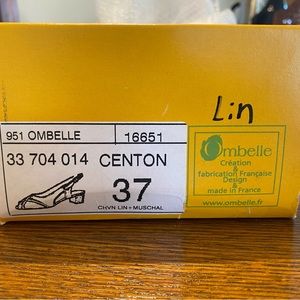 Lin
951 OMBELLE 16651
33 704 014 CENTON
37
CHVN LIN+MUSCHAL
Ombelle
Création
&
fabrication Française
Design
&
made in France
www.ombelle.fr